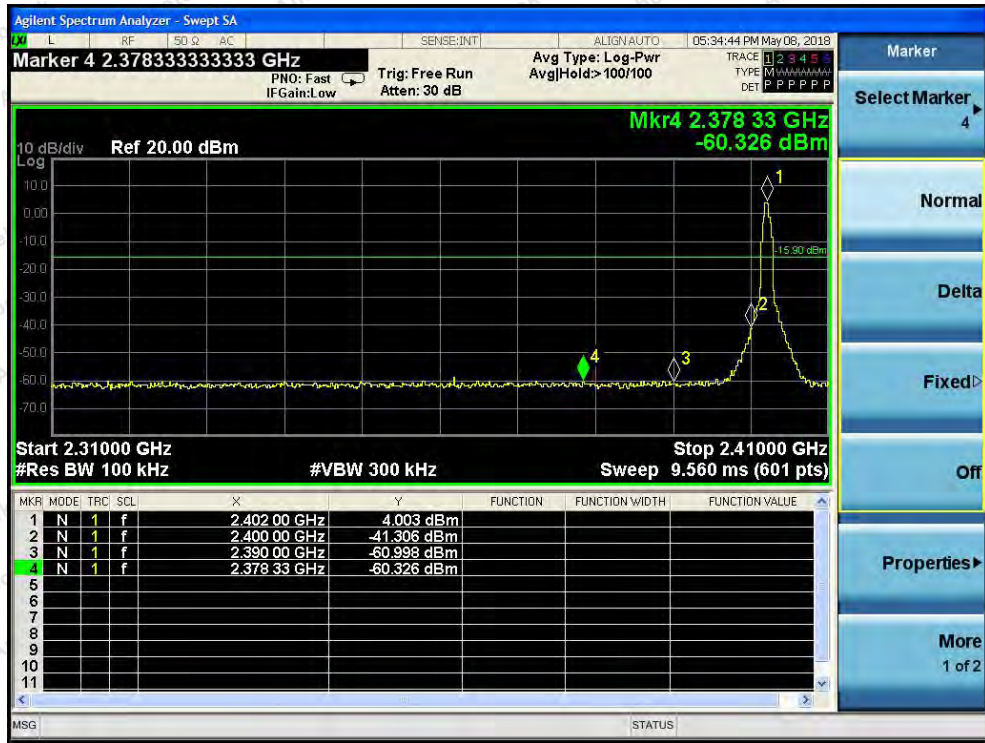 Agilent Spectrum Analyzer - Swept SA
LXI L RF 50 Ω AC SENSE:INT ALIGN AUTO 05:34:44 PM May 08, 2018
Marker 4 2.378333333333 GHz
PNO: Fast Trig: Free Run Avg Type: Log-Pwr TRACE 1 2 3 4 5 6
IFGain:Low Atten: 30 dB Avg|Hold:>100/100 TYPE M
DET P P P P P P
Mkr4 2.378 33 GHz
-60.326 dBm
10 dB/div Ref 20.00 dBm
Log
10.0
0.00
-10.0
-20.0
-30.0
-40.0
-50.0
-60.0
-70.0
-15.90 dBm
1
2
3
4
Start 2.31000 GHz Stop 2.41000 GHz
#Res BW 100 kHz #VBW 300 kHz Sweep 9.560 ms (601 pts)
MKR MODE TRC SCL X Y FUNCTION FUNCTION WIDTH FUNCTION VALUE
1 N 1 f 2.402 00 GHz 4.003 dBm
2 N 1 f 2.400 00 GHz -41.306 dBm
3 N 1 f 2.390 00 GHz -60.998 dBm
4 N 1 f 2.378 33 GHz -60.326 dBm
5
6
7
8
9
10
11
MSG STATUS
Marker
Select Marker
4
Normal
Delta
Fixed
Off
Properties
More
1 of 2